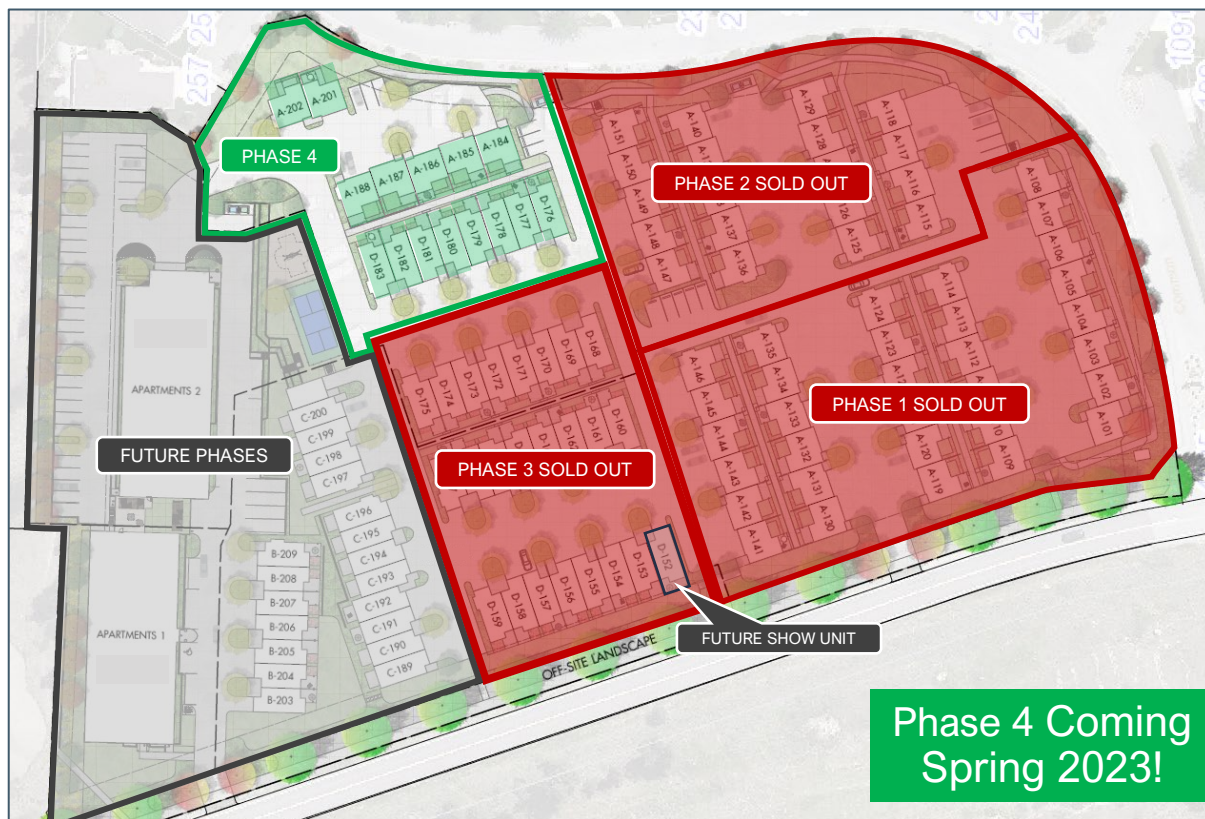 257
A-202
A-201
PHASE 4
A-188
A-187
A-186
A-185
A-184
D-183
D-182
D-181
D-180
D-179
D-178
D-177
D-176
A-151
A-150
A-149
A-148
A-147
A-140
A-137
A-136
A-129
A-128
A-126
A-125
A-118
A-117
A-116
A-115
PHASE 2 SOLD OUT
A-108
A-107
A-106
A-105
A-104
A-103
A-102
A-101
A-114
A-113
A-112
A-109
A-124
A-123
A-120
A-119
A-135
A-134
A-133
A-132
A-131
A-130
A-146
A-145
A-144
A-143
A-142
A-141
PHASE 1 SOLD OUT
D-175
D-174
D-173
D-172
D-171
D-170
D-169
D-168
D-161
D-160
PHASE 3 SOLD OUT
D-159
D-158
D-157
D-156
D-155
D-154
D-153
D-152
FUTURE SHOW UNIT
OFF-SITE LANDSCAPE
APARTMENTS 2
FUTURE PHASES
APARTMENTS 1
C-200
C-199
C-198
C-197
C-196
C-195
C-194
C-193
C-192
C-191
C-190
C-189
B-209
B-208
B-207
B-206
B-205
B-204
B-203
1091
Phase 4 Coming
Spring 2023!